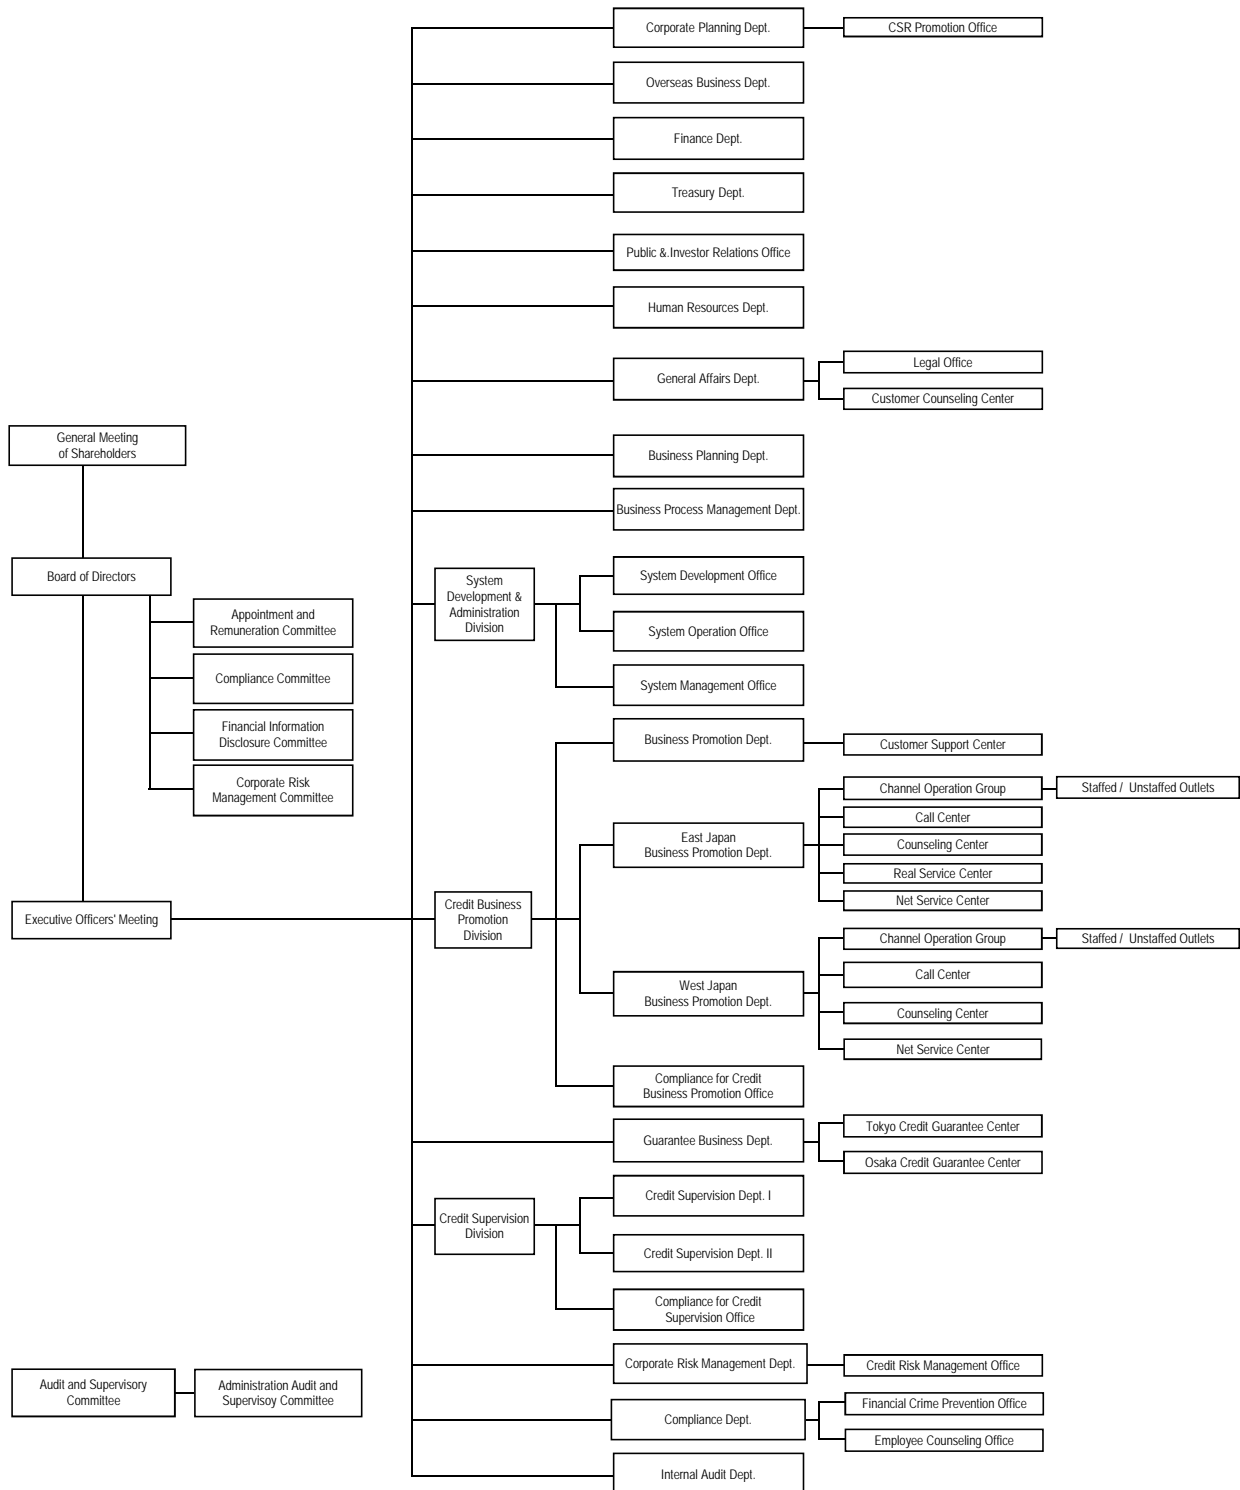 Corporate Planning Dept.
CSR Promotion Office
Overseas Business Dept.
Finance Dept.
Treasury Dept.
Public &.Investor Relations Office
Human Resources Dept.
General Affairs Dept.
Legal Office
Customer Counseling Center
General Meeting
of Shareholders
Business Planning Dept.
Business Process Management Dept.
Board of Directors
Appointment and
Remuneration Committee
Compliance Committee
Financial Information
Disclosure Committee
Corporate Risk
Management Committee
System
Development &
Administration
Division
System Development Office
System Operation Office
System Management Office
Business Promotion Dept.
Customer Support Center
East Japan
Business Promotion Dept.
Channel Operation Group
Staffed / Unstaffed Outlets
Call Center
Counseling Center
Real Service Center
Net Service Center
Executive Officers' Meeting
Credit Business
Promotion
Division
West Japan
Business Promotion Dept.
Channel Operation Group
Staffed / Unstaffed Outlets
Call Center
Counseling Center
Net Service Center
Compliance for Credit
Business Promotion Office
Guarantee Business Dept.
Tokyo Credit Guarantee Center
Osaka Credit Guarantee Center
Credit Supervision
Division
Credit Supervision Dept. I
Credit Supervision Dept. II
Compliance for Credit
Supervision Office
Audit and Supervisory
Committee
Administration Audit and
Supervisoy Committee
Corporate Risk Management Dept.
Credit Risk Management Office
Compliance Dept.
Financial Crime Prevention Office
Employee Counseling Office
Internal Audit Dept.